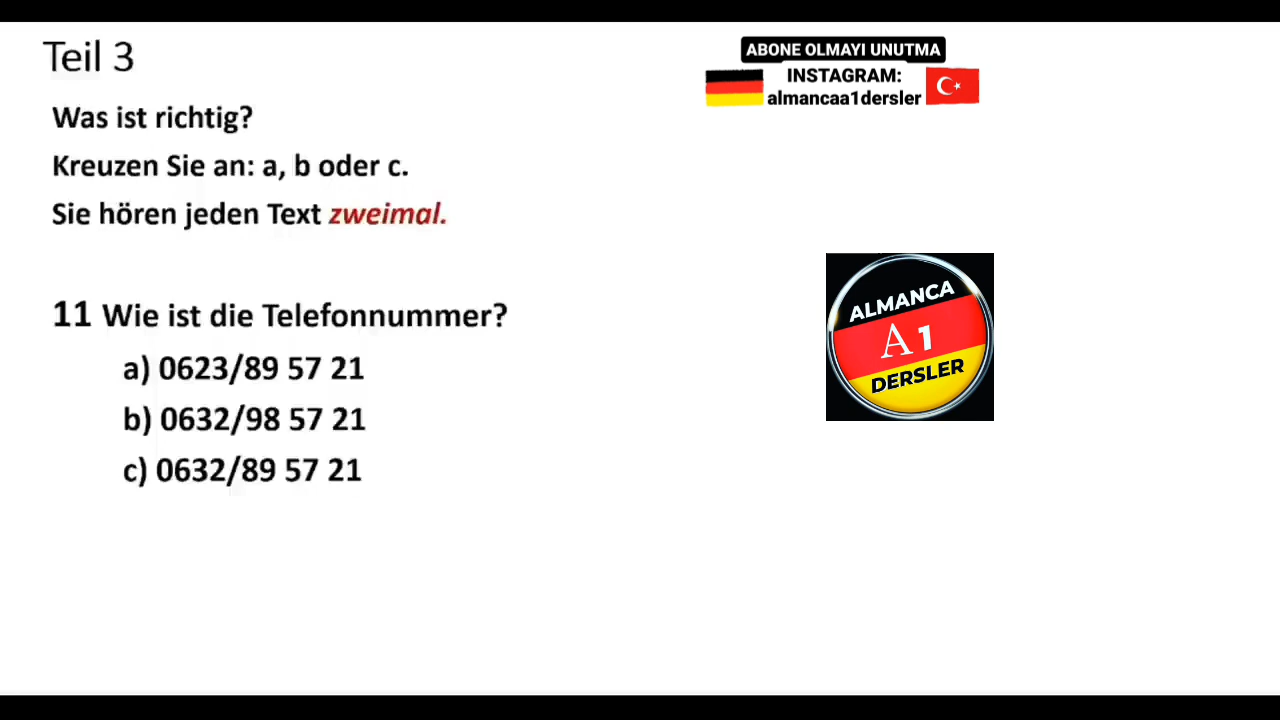 Teil 3
ABONE OLMAYI UNUTMA
INSTAGRAM:
almancaa1dersler
Was ist richtig?
Kreuzen Sie an: a, b oder c.
Sie hören jeden Text zweimal.
11 Wie ist die Telefonnummer?
a) 0623/89 57 21
b) 0632/98 57 21
c) 0632/89 57 21
ALMANCA
A 1
DERSLER